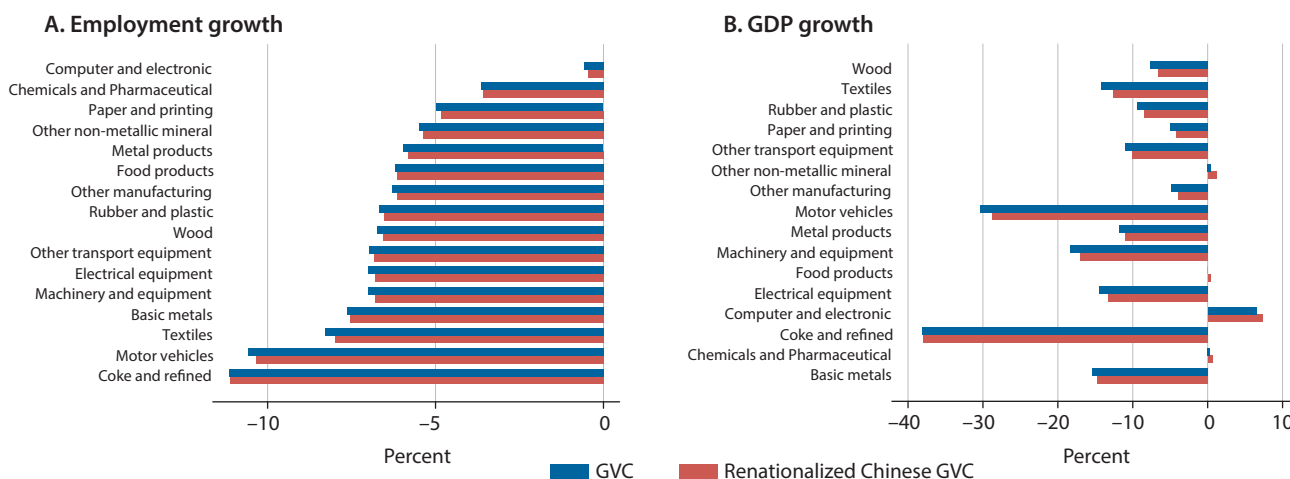 A. Employment growth
Computer and electronic
Chemicals and Pharmaceutical
Paper and printing
Other non-metallic mineral
Metal products
Food products
Other manufacturing
Rubber and plastic
Wood
Other transport equipment
Electrical equipment
Machinery and equipment
Basic metals
Textiles
Motor vehicles
Coke and refined
–10 –5 0
Percent
B. GDP growth
Wood
Textiles
Rubber and plastic
Paper and printing
Other transport equipment
Other non-metallic mineral
Other manufacturing
Motor vehicles
Metal products
Machinery and equipment
Food products
Electrical equipment
Computer and electronic
Coke and refined
Chemicals and Pharmaceutical
Basic metals
–40 –30 –20 –10 0 10
Percent
GVC Renationalized Chinese GVC